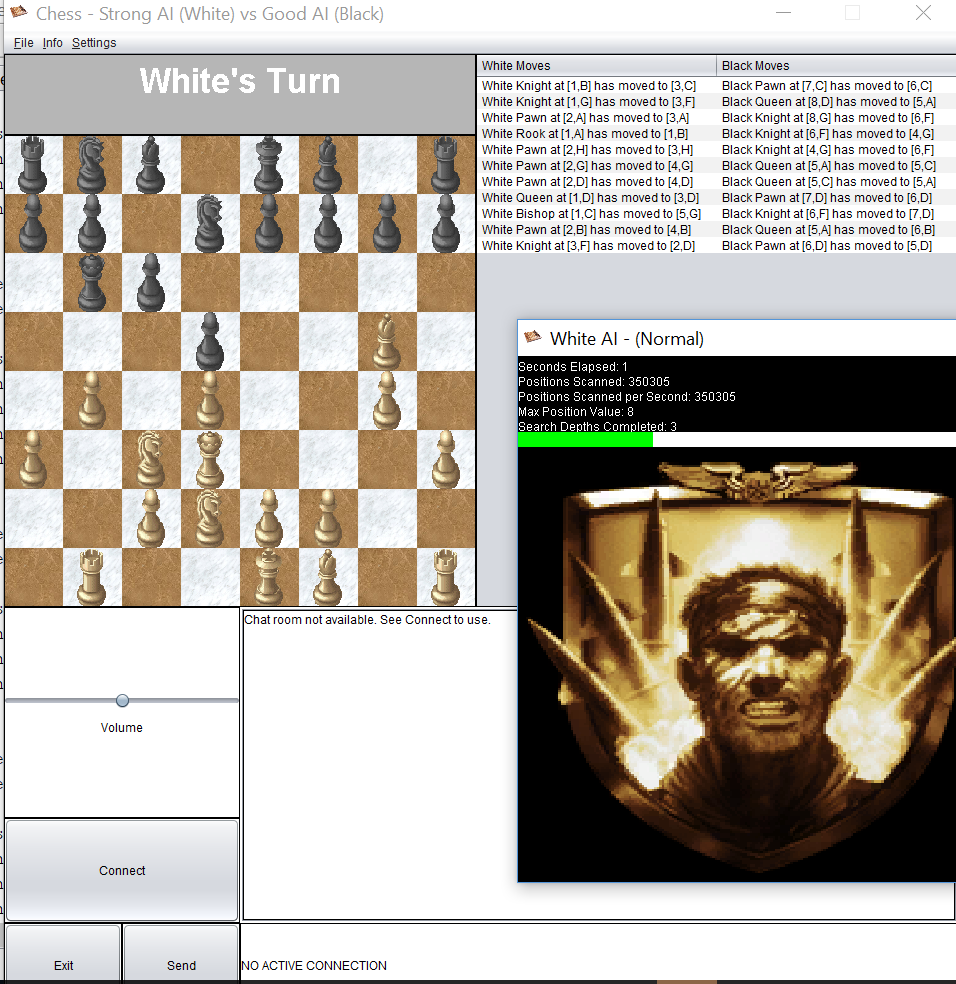 Chess - Strong AI (White) vs Good AI (Black)
File Info Settings
White's Turn
White Moves Black Moves
White Knight at [1,B] has moved to [3,C] Black Pawn at [7,C] has moved to [6,C]
White Knight at [1,G] has moved to [3,F] Black Queen at [8,D] has moved to [5,A]
White Pawn at [2,A] has moved to [3,A] Black Knight at [8,G] has moved to [6,F]
White Rook at [1,A] has moved to [1,B] Black Knight at [6,F] has moved to [4,G]
White Pawn at [2,H] has moved to [3,H] Black Knight at [4,G] has moved to [6,F]
White Pawn at [2,G] has moved to [4,G] Black Queen at [5,A] has moved to [5,C]
White Pawn at [2,D] has moved to [4,D] Black Queen at [5,C] has moved to [5,A]
White Queen at [1,D] has moved to [3,D] Black Pawn at [7,D] has moved to [6,D]
White Bishop at [1,C] has moved to [5,G] Black Knight at [6,F] has moved to [7,D]
White Pawn at [2,B] has moved to [4,B] Black Queen at [5,A] has moved to [6,B]
White Knight at [3,F] has moved to [2,D] Black Pawn at [6,D] has moved to [5,D]
White AI - (Normal)
Seconds Elapsed: 1
Positions Scanned: 350305
Positions Scanned per Second: 350305
Max Position Value: 8
Search Depths Completed: 3
Chat room not available. See Connect to use.
Volume
Connect
Exit
Send
NO ACTIVE CONNECTION